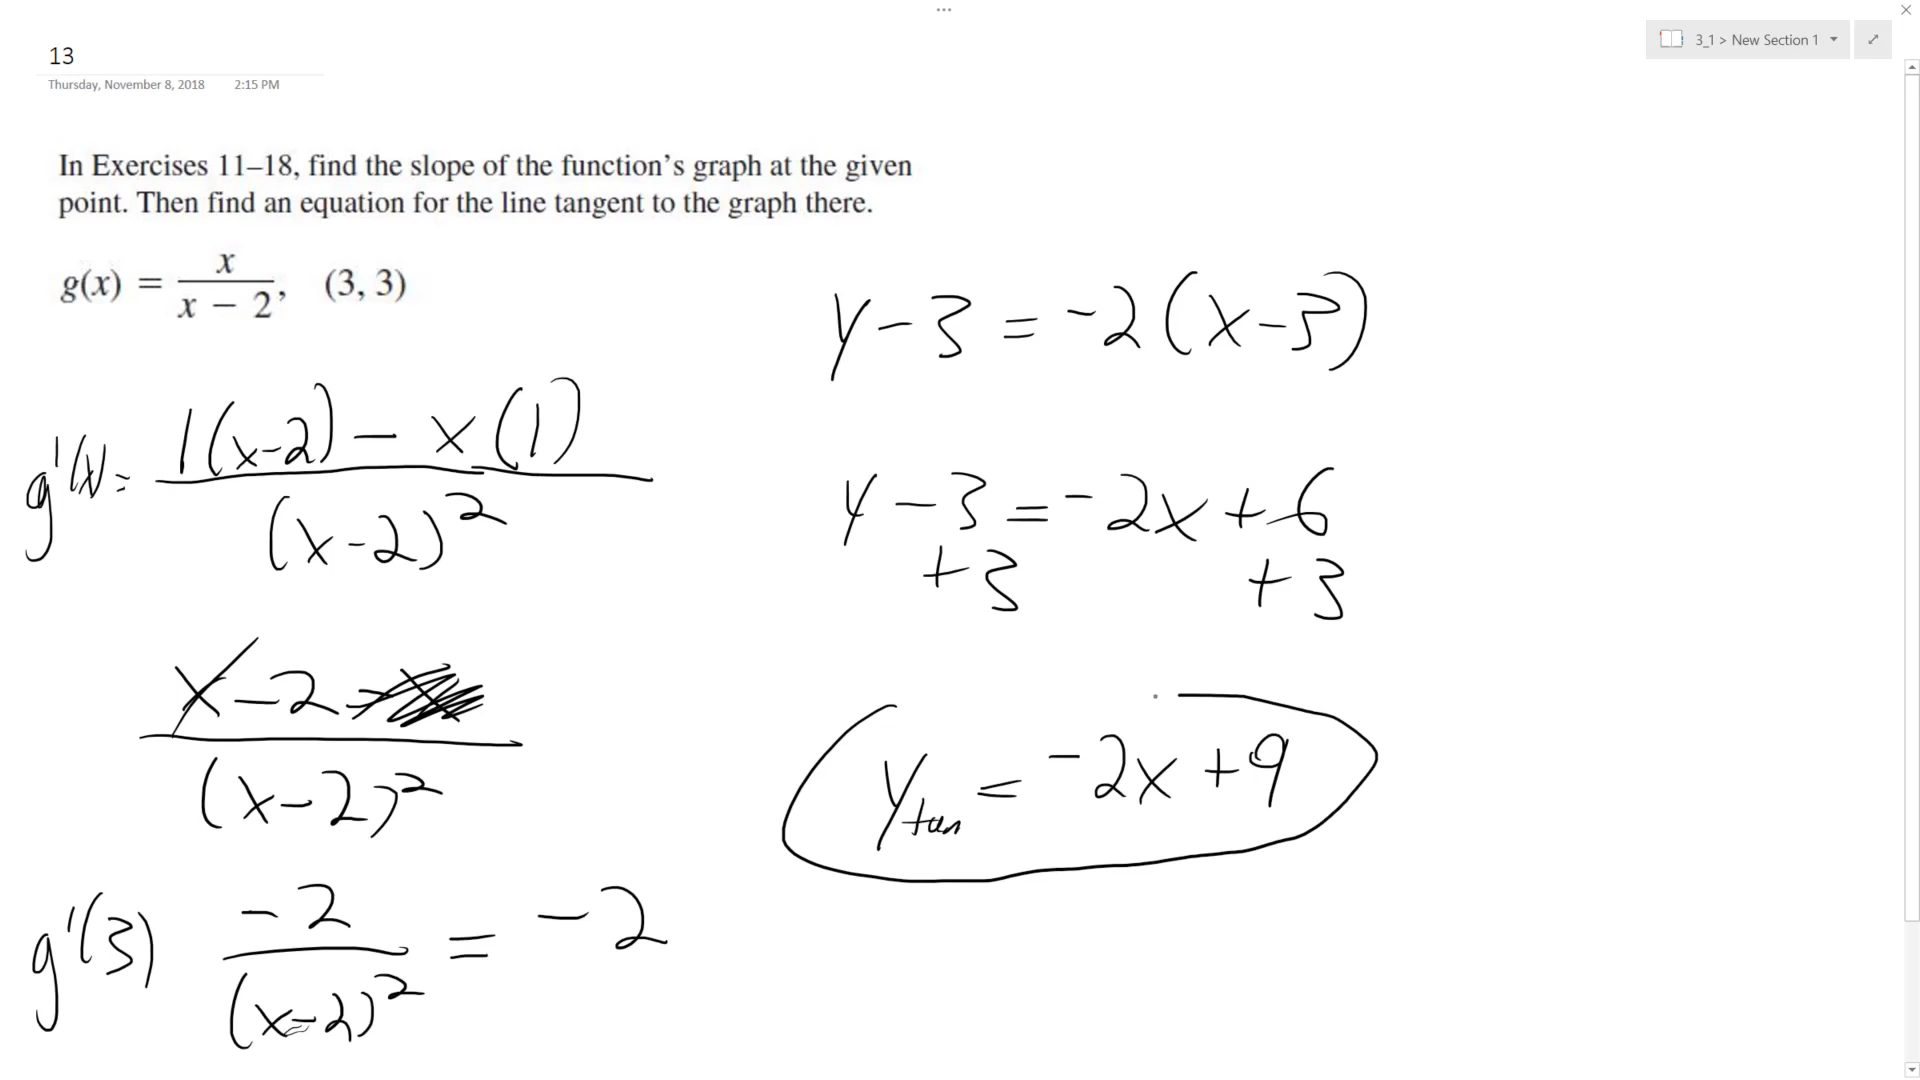 13
Thursday, November 8, 2018 2:15 PM
3_1 > New Section 1
In Exercises 11–18, find the slope of the function's graph at the given
point. Then find an equation for the line tangent to the graph there.
g(x) = x / (x − 2), (3, 3)
g'(x) = 1(x-2) - x(1)
(x-2)²
x - 2 - x
(x-2)²
g'(3) -2 / (x-2)² = -2
y - 3 = -2(x-3)
y - 3 = -2x + 6
+3 +3
y tan = -2x + 9